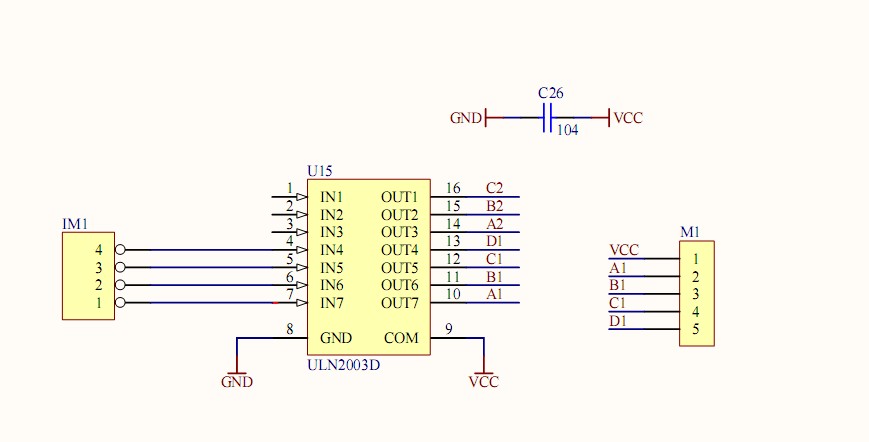 C26
GND VCC
104
U15
1 IN1 OUT1 16 C2
2 IN2 OUT2 15 B2
3 IN3 OUT3 14 A2
IM1
4 4 IN4 OUT4 13 D1
3 5 IN5 OUT5 12 C1
2 6 IN6 OUT6 11 B1
1 7 IN7 OUT7 10 A1
8 GND COM 9
ULN2003D
GND VCC
M1
VCC 1
A1 2
B1 3
C1 4
D1 5